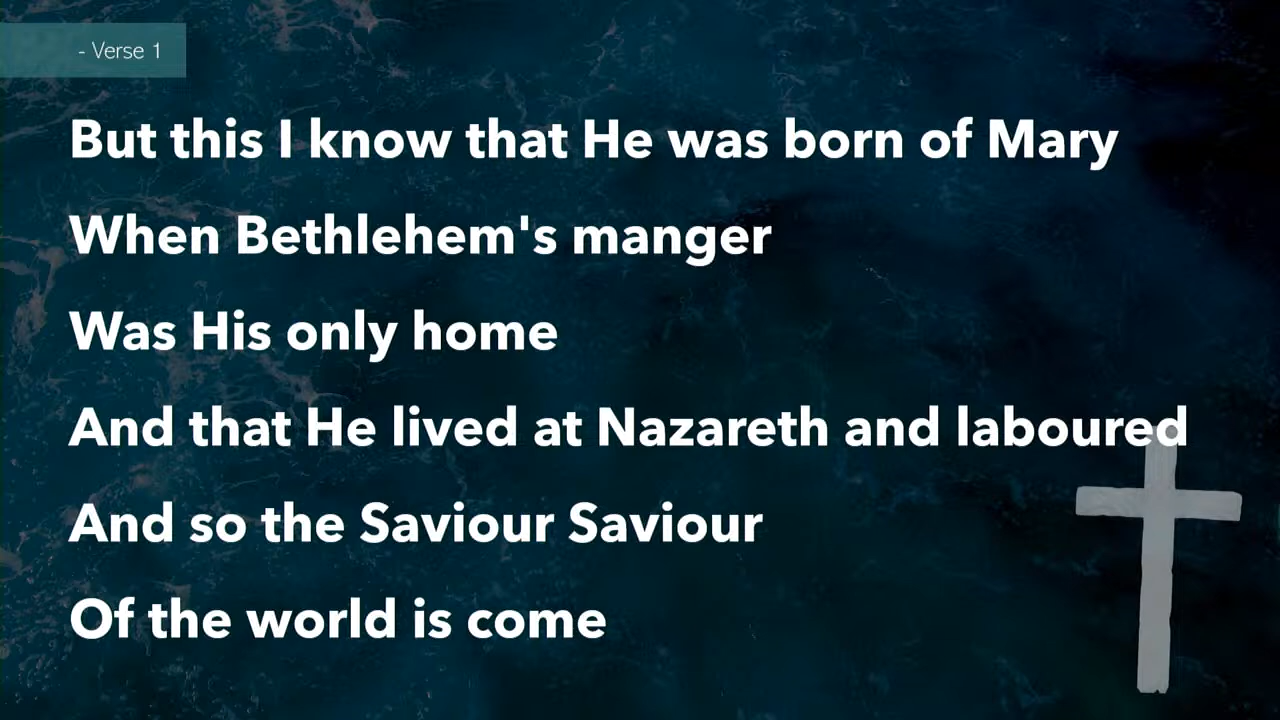 - Verse 1
But this I know that He was born of Mary
When Bethlehem's manger
Was His only home
And that He lived at Nazareth and laboured
And so the Saviour Saviour
Of the world is come